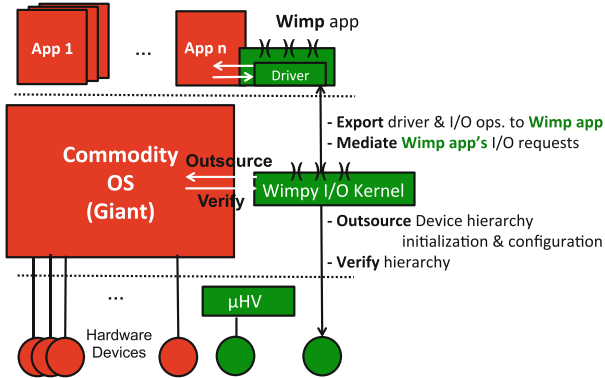 Wimp app
App 1
...
App n
Driver
- Export driver & I/O ops. to Wimp app
- Mediate Wimp app's I/O requests
Commodity
OS
(Giant)
Outsource
Verify
Wimpy I/O Kernel
- Outsource Device hierarchy
initialization & configuration
- Verify hierarchy
...
μHV
Hardware
Devices